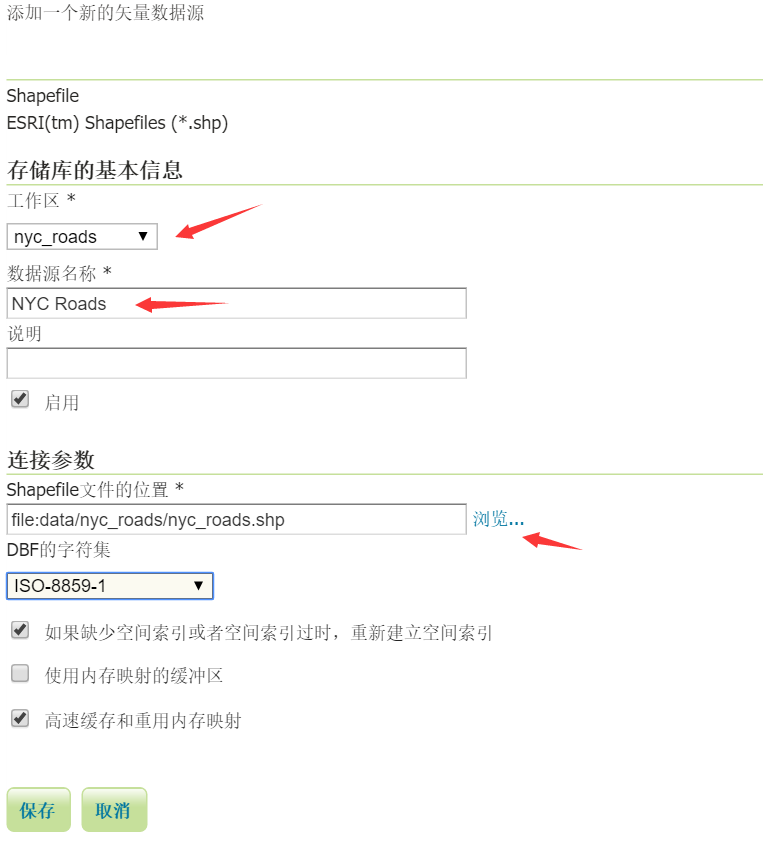 添加一个新的矢量数据源
Shapefile
ESRI(tm) Shapefiles (*.shp)
存储库的基本信息
工作区 *
nyc_roads
数据源名称 *
NYC Roads
说明
启用
连接参数
Shapefile文件的位置 *
file:data/nyc_roads/nyc_roads.shp 浏览...
DBF的字符集
ISO-8859-1
如果缺少空间索引或者空间索引过时，重新建立空间索引
使用内存映射的缓冲区
高速缓存和重用内存映射
保存 取消